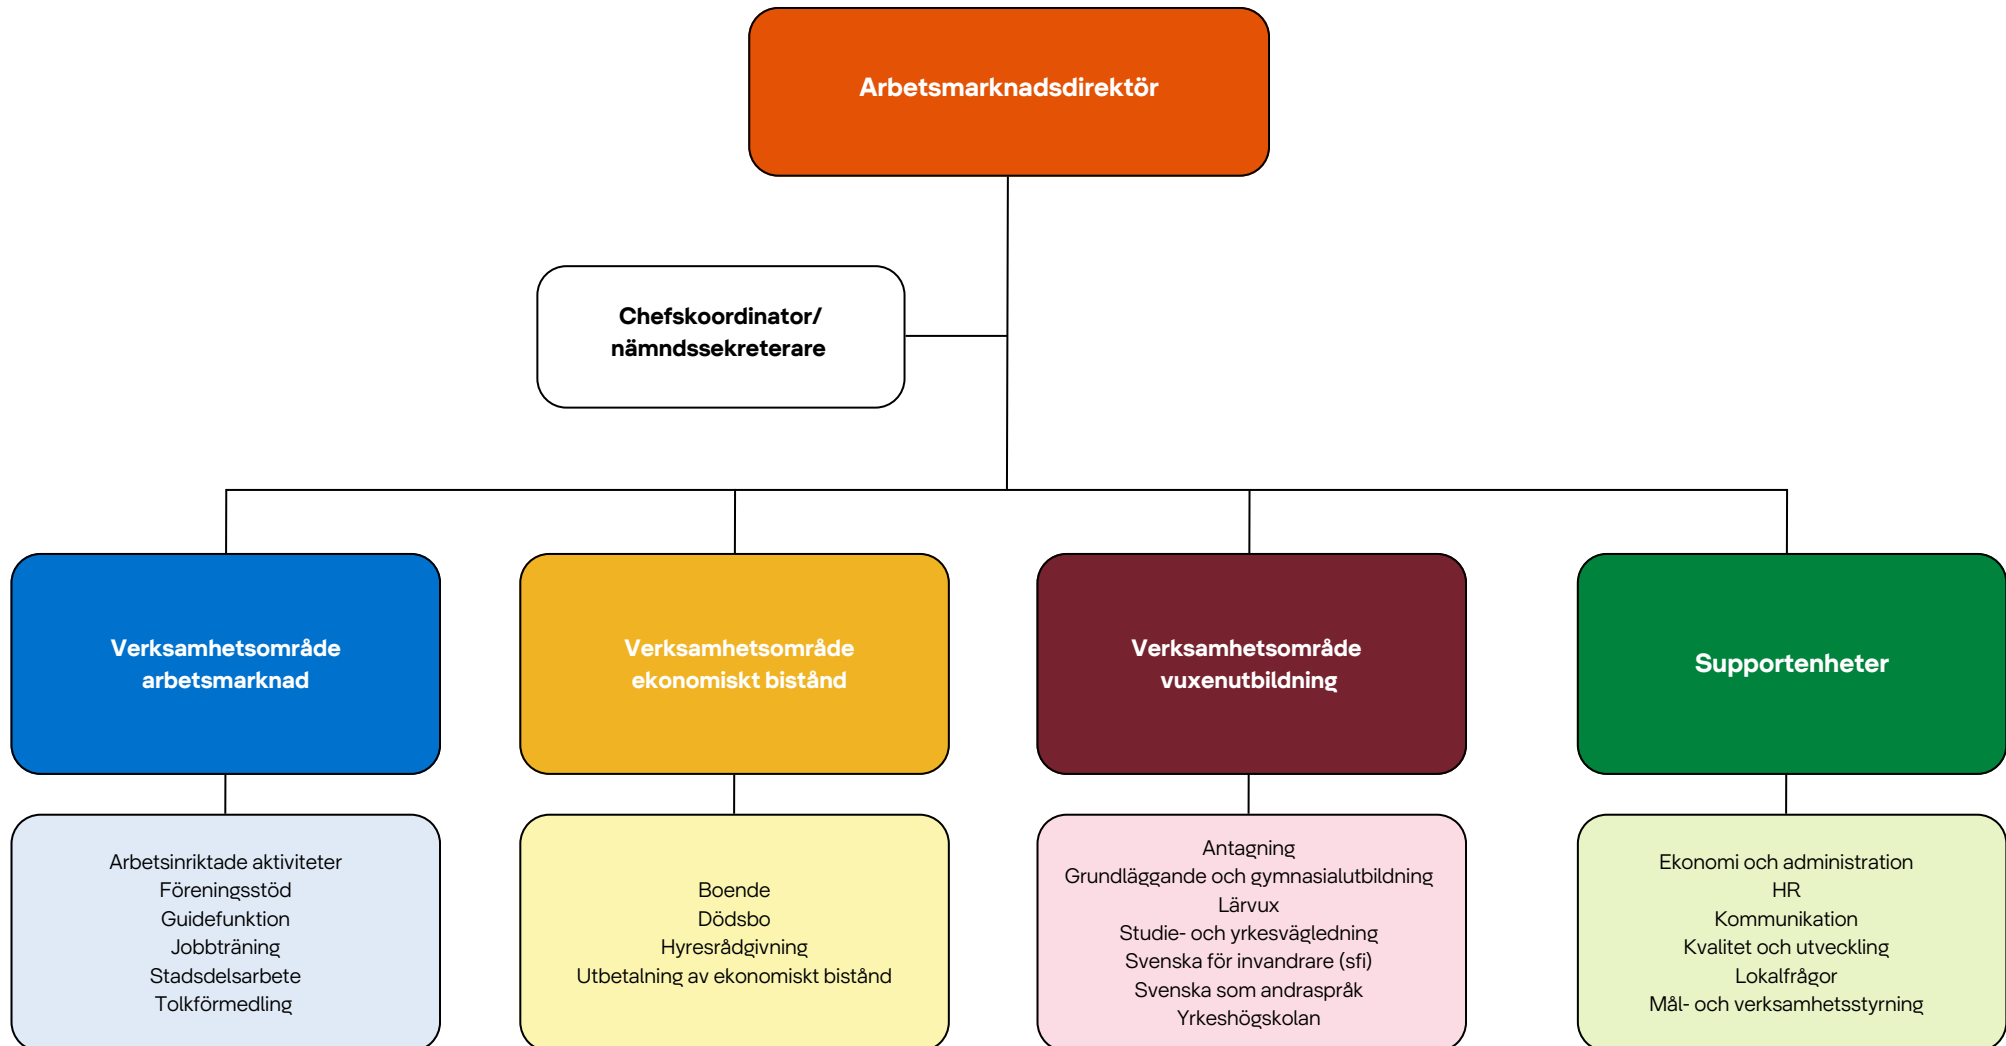 Arbetsmarknadsdirektör
Chefskoordinator/
nämndssekreterare
Verksamhetsområde
arbetsmarknad
Verksamhetsområde
ekonomiskt bistånd
Verksamhetsområde
vuxenutbildning
Supportenheter
Arbetsinriktade aktiviteter
Föreningsstöd
Guidefunktion
Jobbträning
Stadsdelsarbete
Tolkförmedling
Boende
Dödsbo
Hyresrådgivning
Utbetalning av ekonomiskt bistånd
Antagning
Grundläggande och gymnasialutbildning
Lärvux
Studie- och yrkesvägledning
Svenska för invandrare (sfi)
Svenska som andraspråk
Yrkeshögskolan
Ekonomi och administration
HR
Kommunikation
Kvalitet och utveckling
Lokalfrågor
Mål- och verksamhetsstyrning